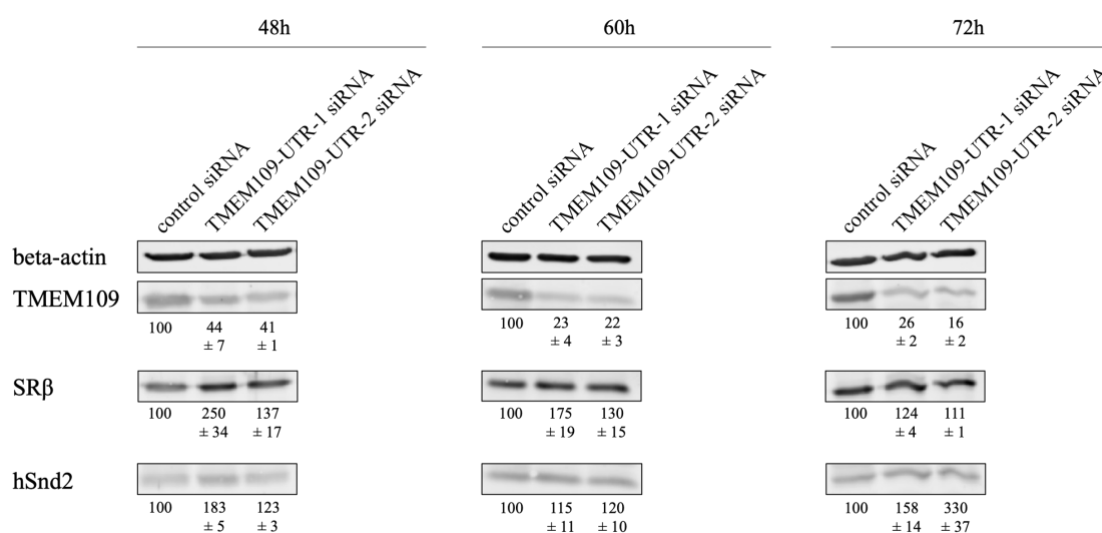 48h 60h 72h
control siRNA TMEM109-UTR-1 siRNA TMEM109-UTR-2 siRNA control siRNA TMEM109-UTR-1 siRNA TMEM109-UTR-2 siRNA control siRNA TMEM109-UTR-1 siRNA TMEM109-UTR-2 siRNA
beta-actin
TMEM109
100 44 41 100 23 22 100 26 16
± 7 ± 1 ± 4 ± 3 ± 2 ± 2
SRβ
100 250 137 100 175 130 100 124 111
± 34 ± 17 ± 19 ± 15 ± 4 ± 1
hSnd2
100 183 123 100 115 120 100 158 330
± 5 ± 3 ± 11 ± 10 ± 14 ± 37